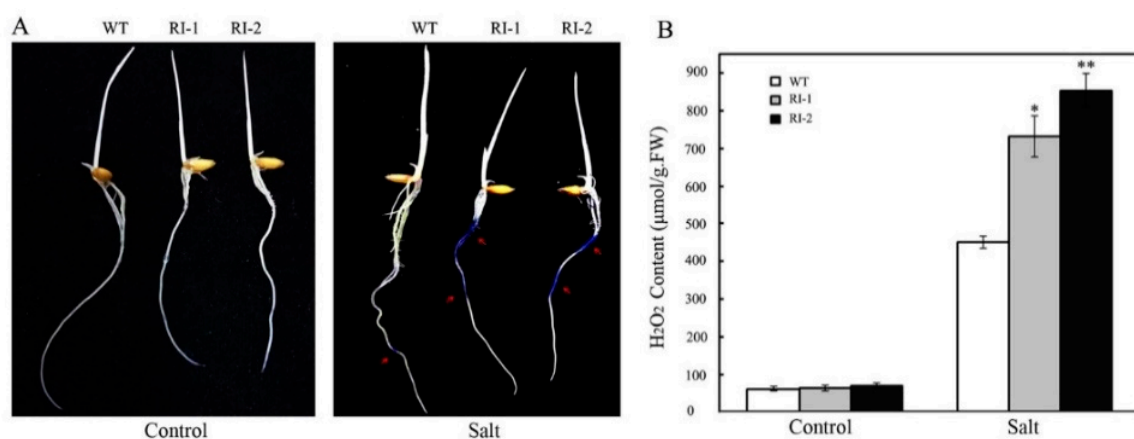 A
WT RI-1 RI-2
WT RI-1 RI-2
Control
Salt
B
H2O2 Content (µmol/g.FW)
900
800
700
600
500
400
300
200
100
0
WT
RI-1
RI-2
*
**
Control
Salt